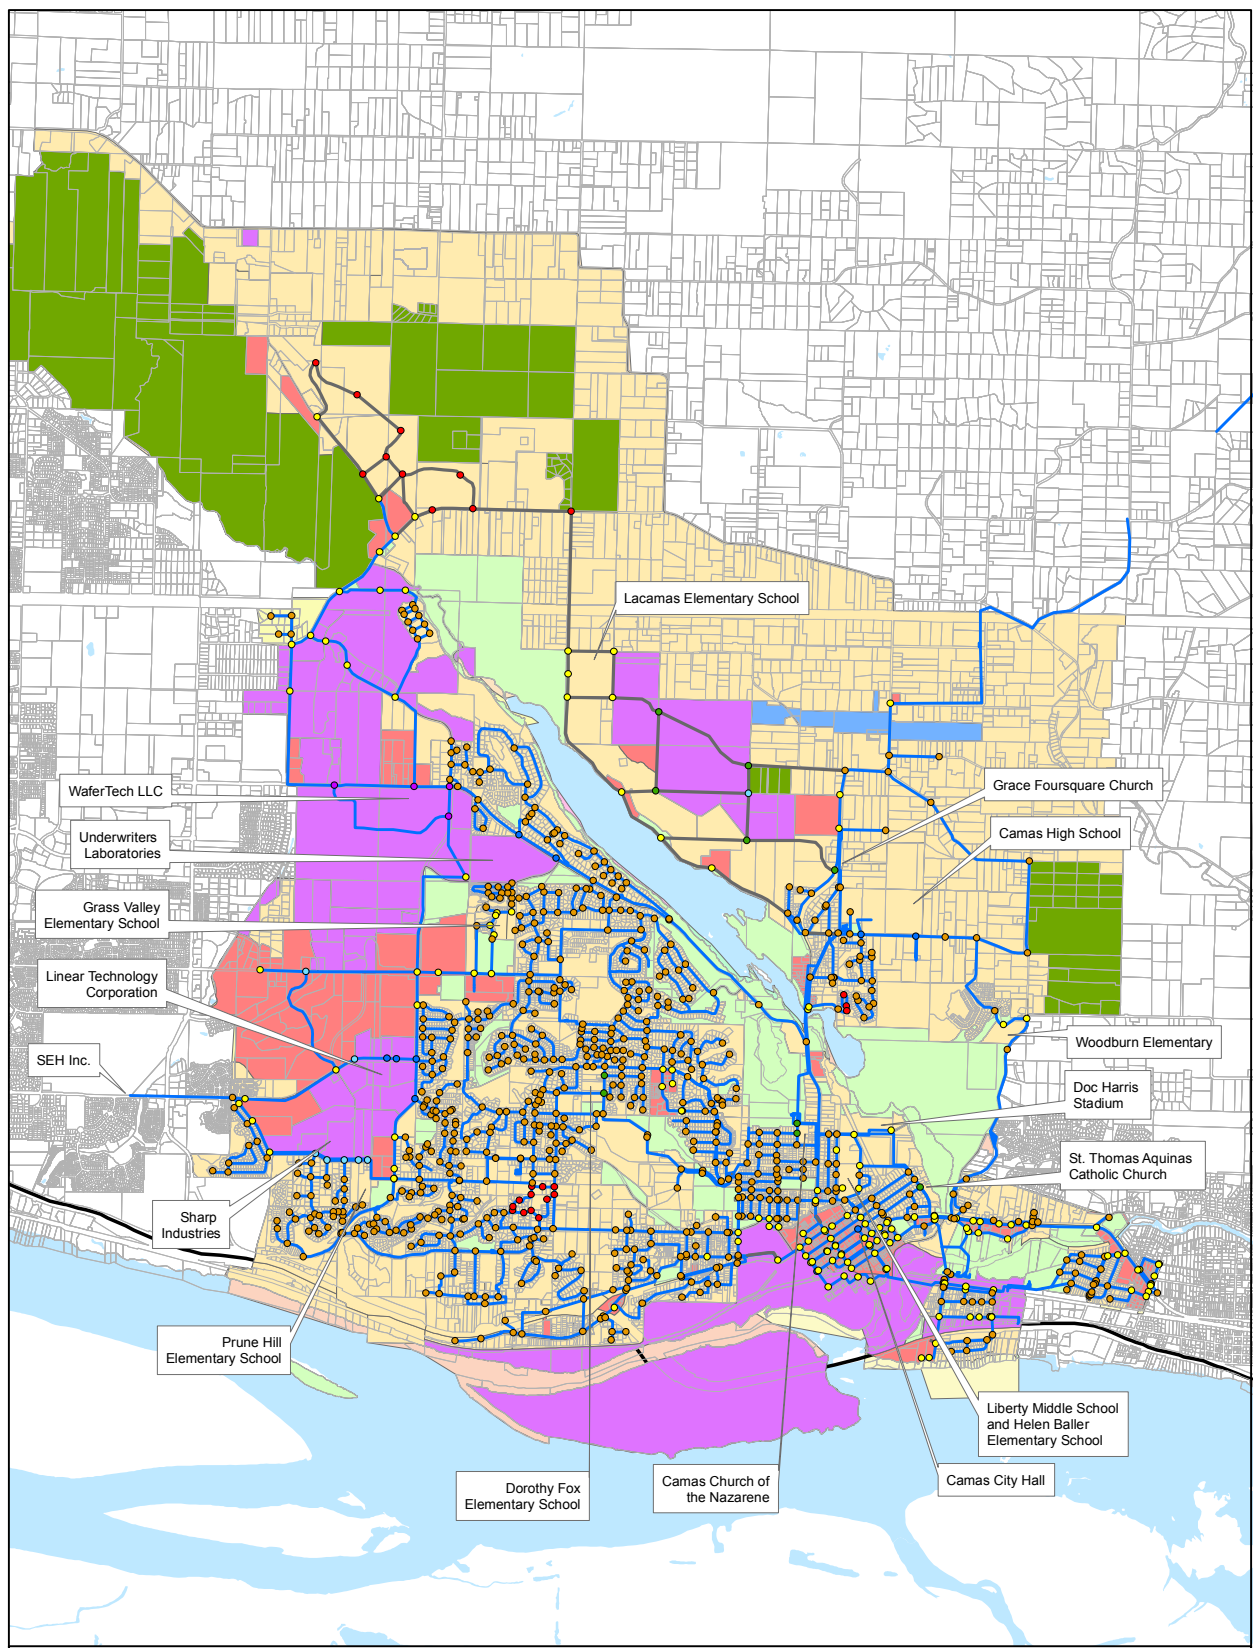 Lacamas Elementary School
WaferTech LLC
Grace Foursquare Church
Underwriters
Laboratories
Camas High School
Grass Valley
Elementary School
Linear Technology
Corporation
Woodburn Elementary
SEH Inc.
Doc Harris
Stadium
St. Thomas Aquinas
Catholic Church
Sharp
Industries
Prune Hill
Elementary School
Liberty Middle School
and Helen Baller
Elementary School
Dorothy Fox
Elementary School
Camas Church of
the Nazarene
Camas City Hall